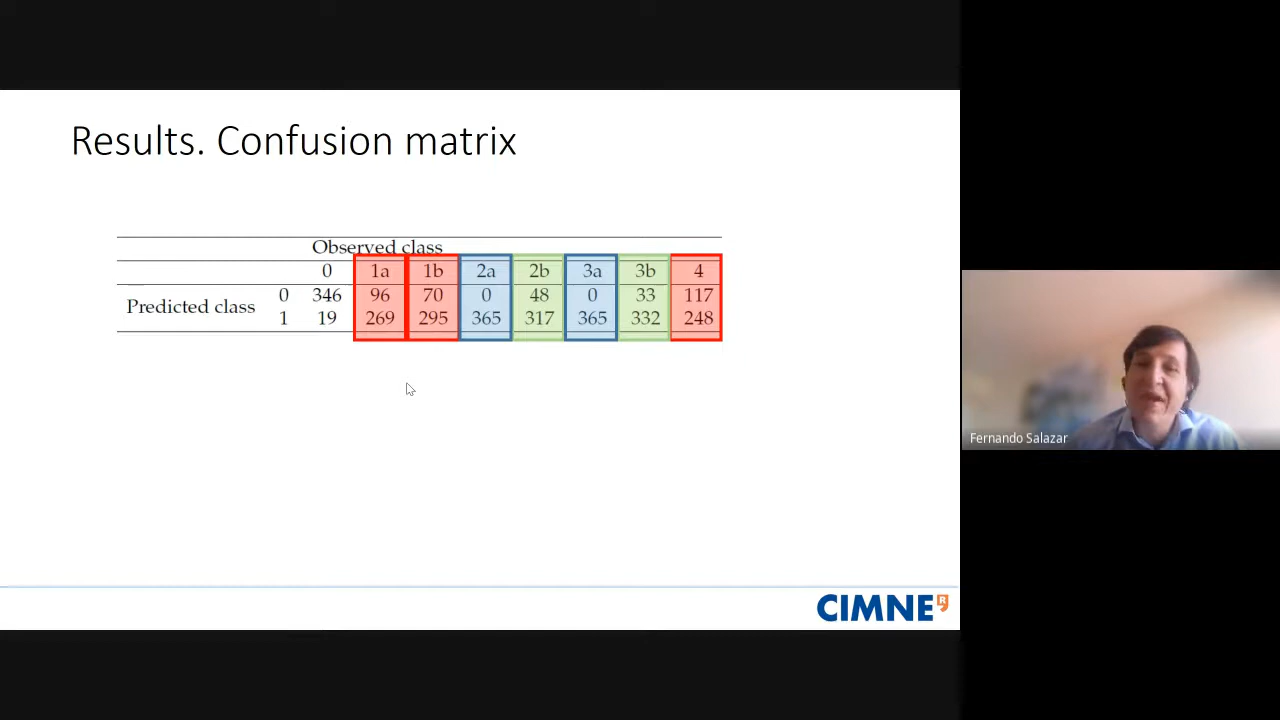 Results. Confusion matrix
Observed class
0 1a 1b 2a 2b 3a 3b 4
Predicted class 0 346 96 70 0 48 0 33 117
1 19 269 295 365 317 365 332 248
Fernando Salazar
CIMNE R